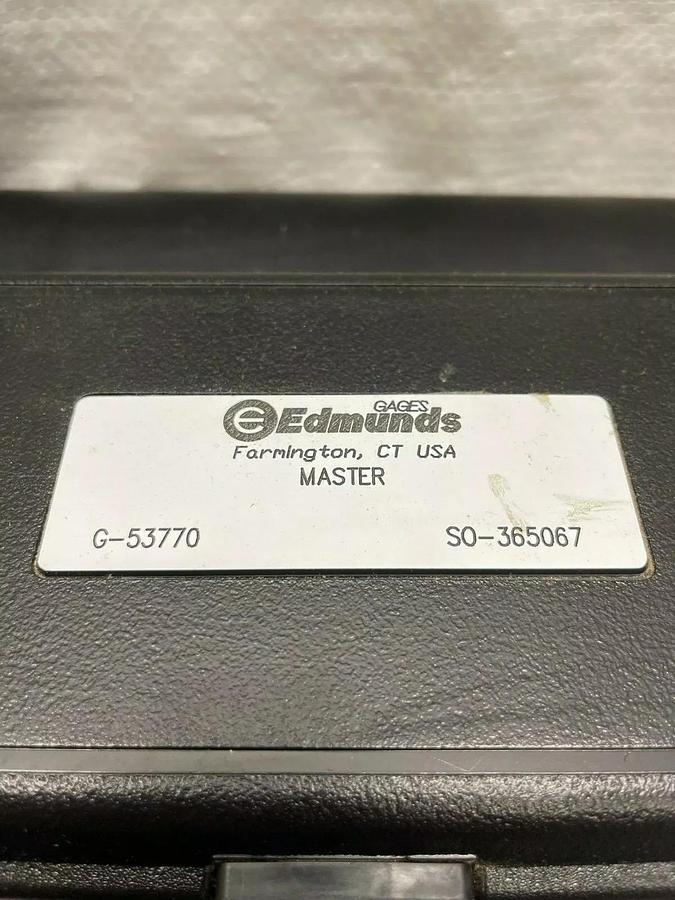 GAGES
Edmunds
Farmington, CT USA
MASTER
G-53770 SO-365067